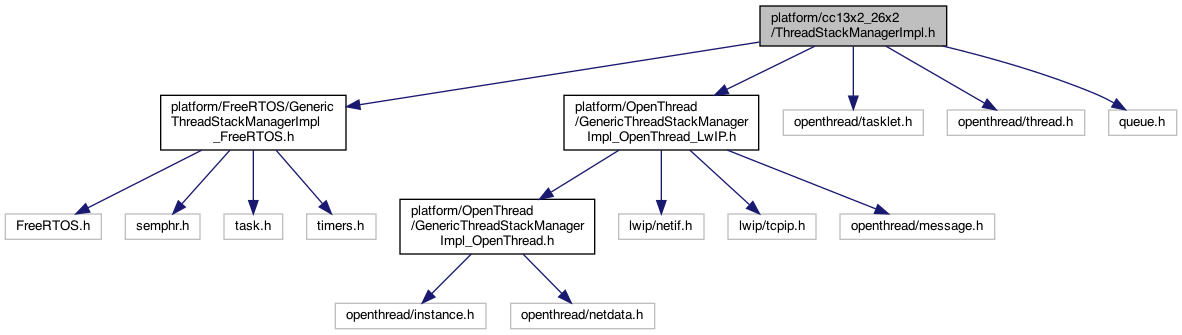 platform/cc13x2_26x2
/ThreadStackManagerImpl.h
platform/FreeRTOS/Generic
ThreadStackManagerImpl
_FreeRTOS.h
platform/OpenThread
/GenericThreadStackManager
Impl_OpenThread_LwIP.h
openthread/tasklet.h
openthread/thread.h
queue.h
FreeRTOS.h
semphr.h
task.h
timers.h
platform/OpenThread
/GenericThreadStackManager
Impl_OpenThread.h
lwip/netif.h
lwip/tcpip.h
openthread/message.h
openthread/instance.h
openthread/netdata.h